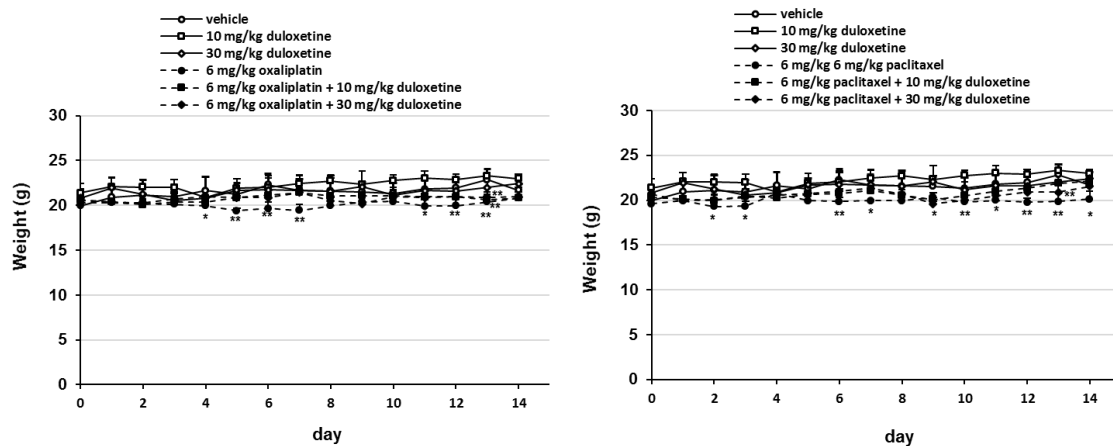 vehicle
10 mg/kg duloxetine
30 mg/kg duloxetine
6 mg/kg oxaliplatin
6 mg/kg oxaliplatin + 10 mg/kg duloxetine
6 mg/kg oxaliplatin + 30 mg/kg duloxetine
30
25
20
15
10
5
0
Weight (g)
* ** ** ** * ** ** ** **
0 2 4 6 8 10 12 14
day
vehicle
10 mg/kg duloxetine
30 mg/kg duloxetine
6 mg/kg 6 mg/kg paclitaxel
6 mg/kg paclitaxel + 10 mg/kg duloxetine
6 mg/kg paclitaxel + 30 mg/kg duloxetine
30
25
20
15
10
5
0
Weight (g)
* * ** * * ** * ** ** ** *
0 2 4 6 8 10 12 14
day